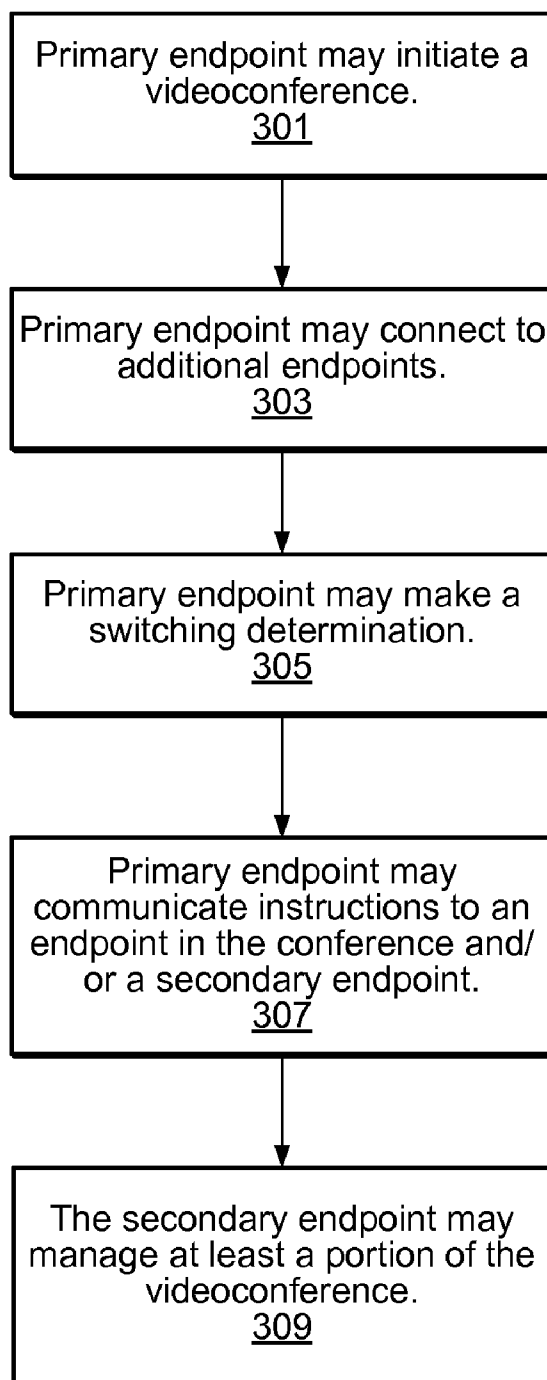 Primary endpoint may initiate a
videoconference.
301
Primary endpoint may connect to
additional endpoints.
303
Primary endpoint may make a
switching determination.
305
Primary endpoint may
communicate instructions to an
endpoint in the conference and/
or a secondary endpoint.
307
The secondary endpoint may
manage at least a portion of the
videoconference.
309